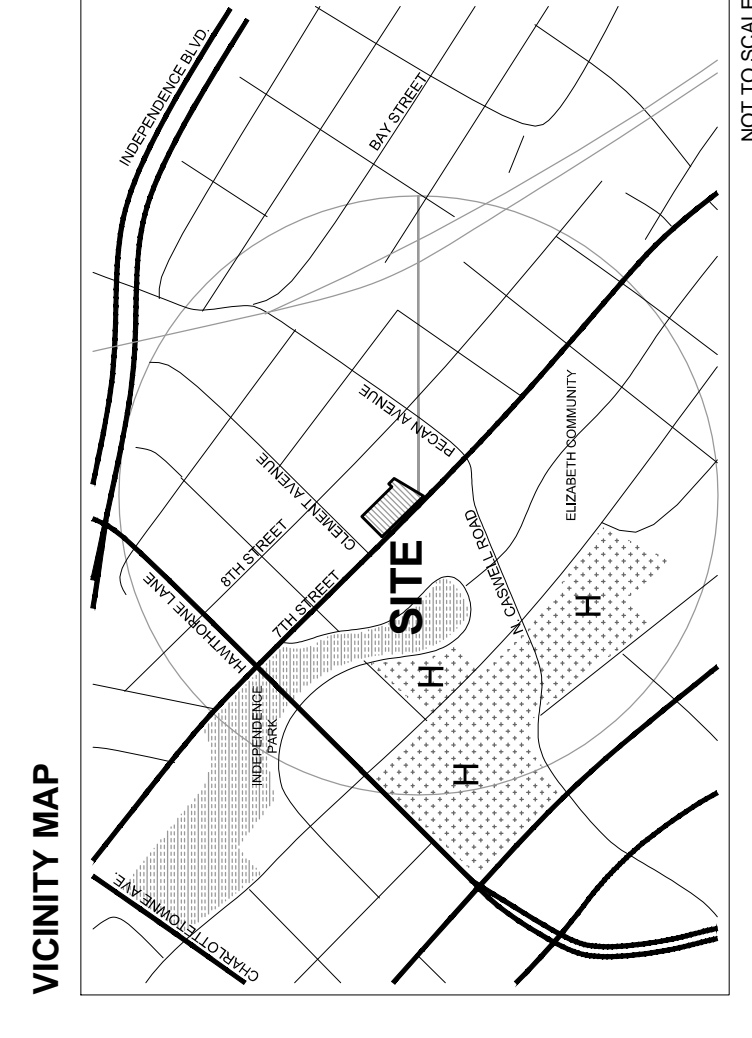 VICINITY MAP
INDEPENDENCE BLVD.
BAY STREET
PECAN AVENUE
CLEMENT AVENUE
8TH STREET
7TH STREET
HAWTHORNE LANE
SITE
ELIZABETH COMMUNITY
N. CASWELL ROAD
INDEPENDENCE
PARK
H
H
H
CHARLOTTETOWNE AVE.
NOT TO SCALE